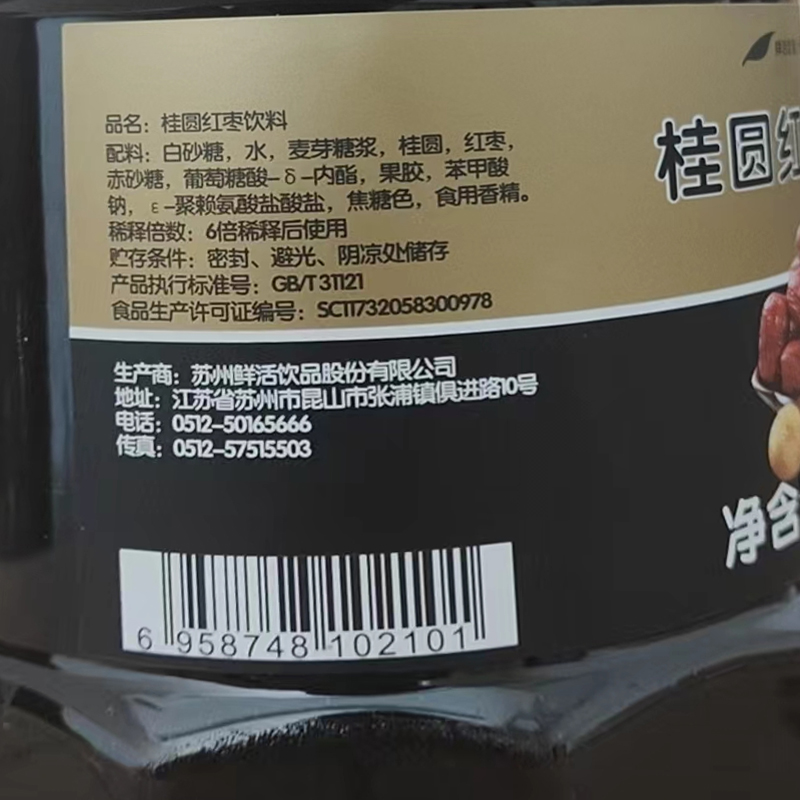 品名：桂圆红枣饮料
配料：白砂糖，水，麦芽糖浆，桂圆，红枣，
赤砂糖，葡萄糖酸-δ-内酯，果胶，苯甲酸
钠，ε-聚赖氨酸盐酸盐，焦糖色，食用香精。
稀释倍数：6倍稀释后使用
贮存条件：密封、避光、阴凉处储存
产品执行标准号：GB/T 31121
食品生产许可证编号：SC11732058300978
生产商：苏州鲜活饮品股份有限公司
地址：江苏省苏州市昆山市张浦镇俱进路10号
电话：0512-50165666
传真：0512-57515503
6 958748 102101
桂圆红
净含